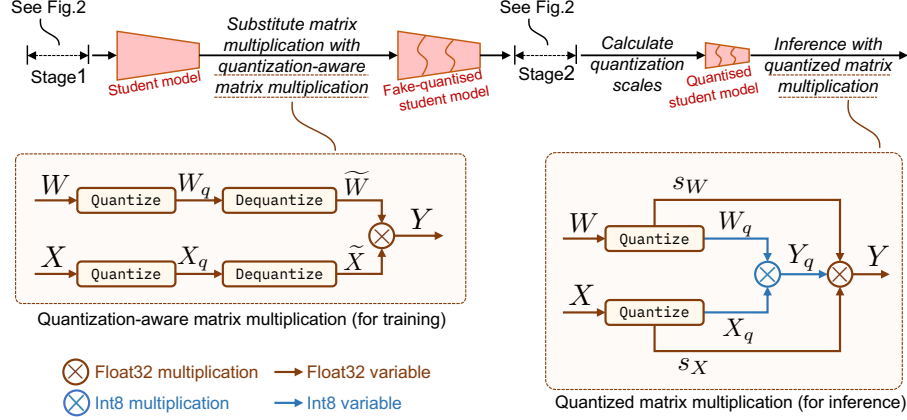 See Fig.2
Stage1
Student model
Substitute matrix
multiplication with
quantization-aware
matrix multiplication
Fake-quantised
student model
See Fig.2
Stage2
Calculate
quantization
scales
Quantised
student model
Inference with
quantized matrix
multiplication
W
Quantize
W_q
Dequantize
W̃
X
Quantize
X_q
Dequantize
X̃
Y
Quantization-aware matrix multiplication (for training)
s_W
W
Quantize
W_q
Y_q
Y
X
Quantize
X_q
s_X
Quantized matrix multiplication (for inference)
Float32 multiplication
Float32 variable
Int8 multiplication
Int8 variable